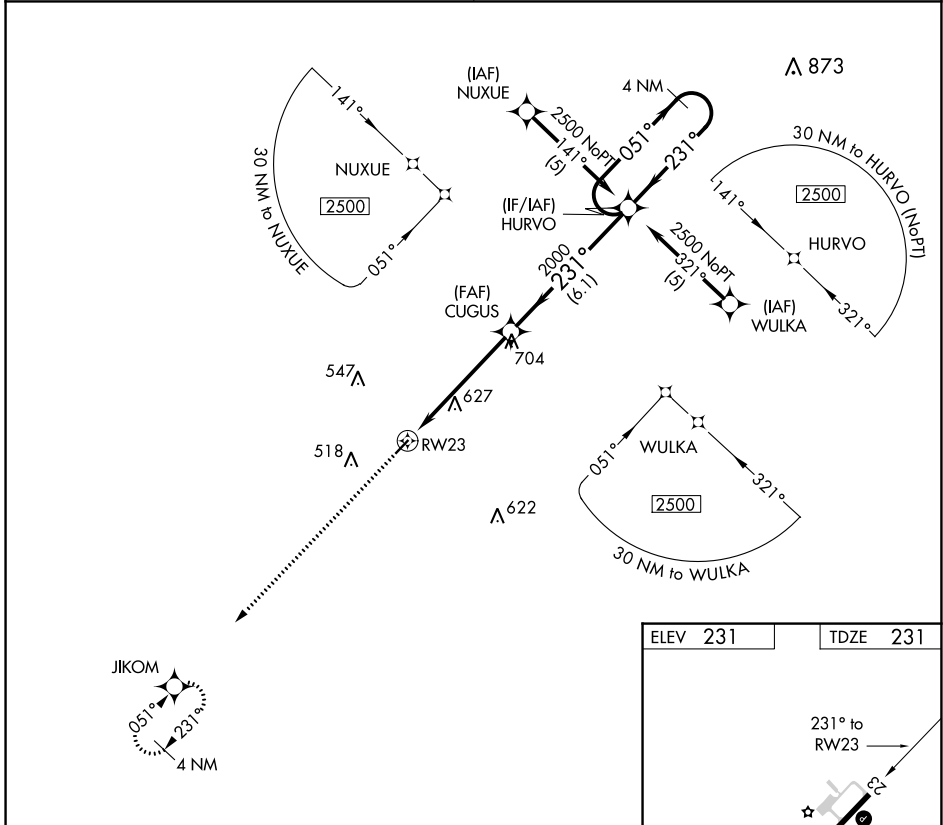 (IAF)
NUXUE
873
4 NM
141°
2500 NoPT
141°
(5)
051°
231°
30 NM to HURVO (NoPT)
NUXUE
2500
30 NM to NUXUE
051°
(IF/IAF)
HURVO
141°
2500
HURVO
321°
2500 NoPT
321°
(5)
(IAF)
WULKA
2000
231°
(6.1)
(FAF)
CUGUS
704
547
627
RW23
518
WULKA
051°
321°
2500
30 NM to WULKA
622
JIKOM
051°
231°
4 NM
ELEV 231
TDZE 231
231° to
RW23
23
P